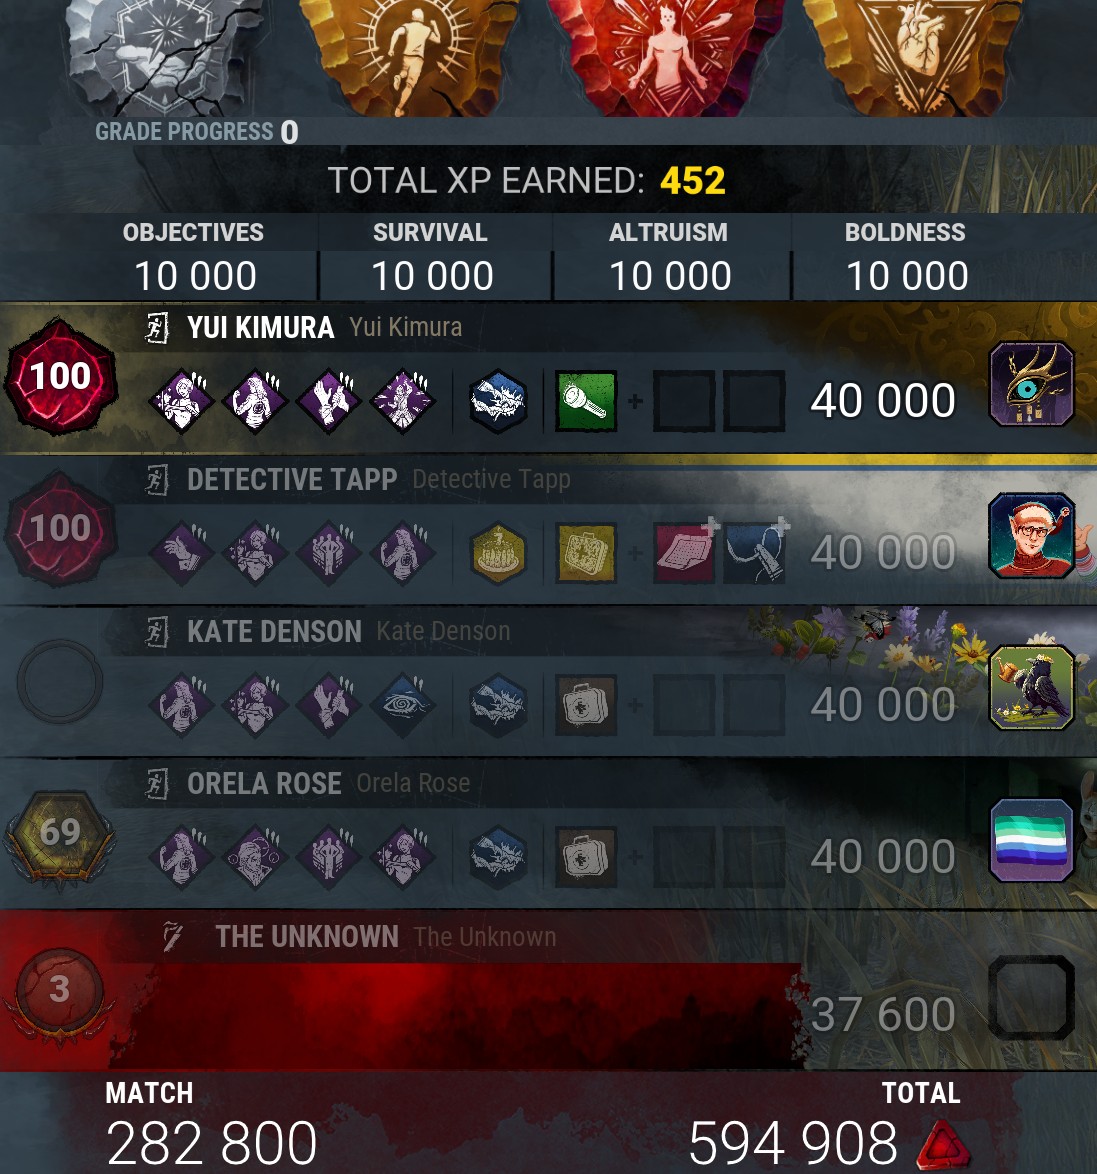 GRADE PROGRESS 0
TOTAL XP EARNED: 452
OBJECTIVES SURVIVAL ALTRUISM BOLDNESS
10 000 10 000 10 000 10 000
YUI KIMURA Yui Kimura
100 + 40 000
DETECTIVE TAPP Detective Tapp
100 + 40 000
KATE DENSON Kate Denson
+ 40 000
ORELA ROSE Orela Rose
69 + 40 000
THE UNKNOWN The Unknown
3 37 600
MATCH TOTAL
282 800 594 908